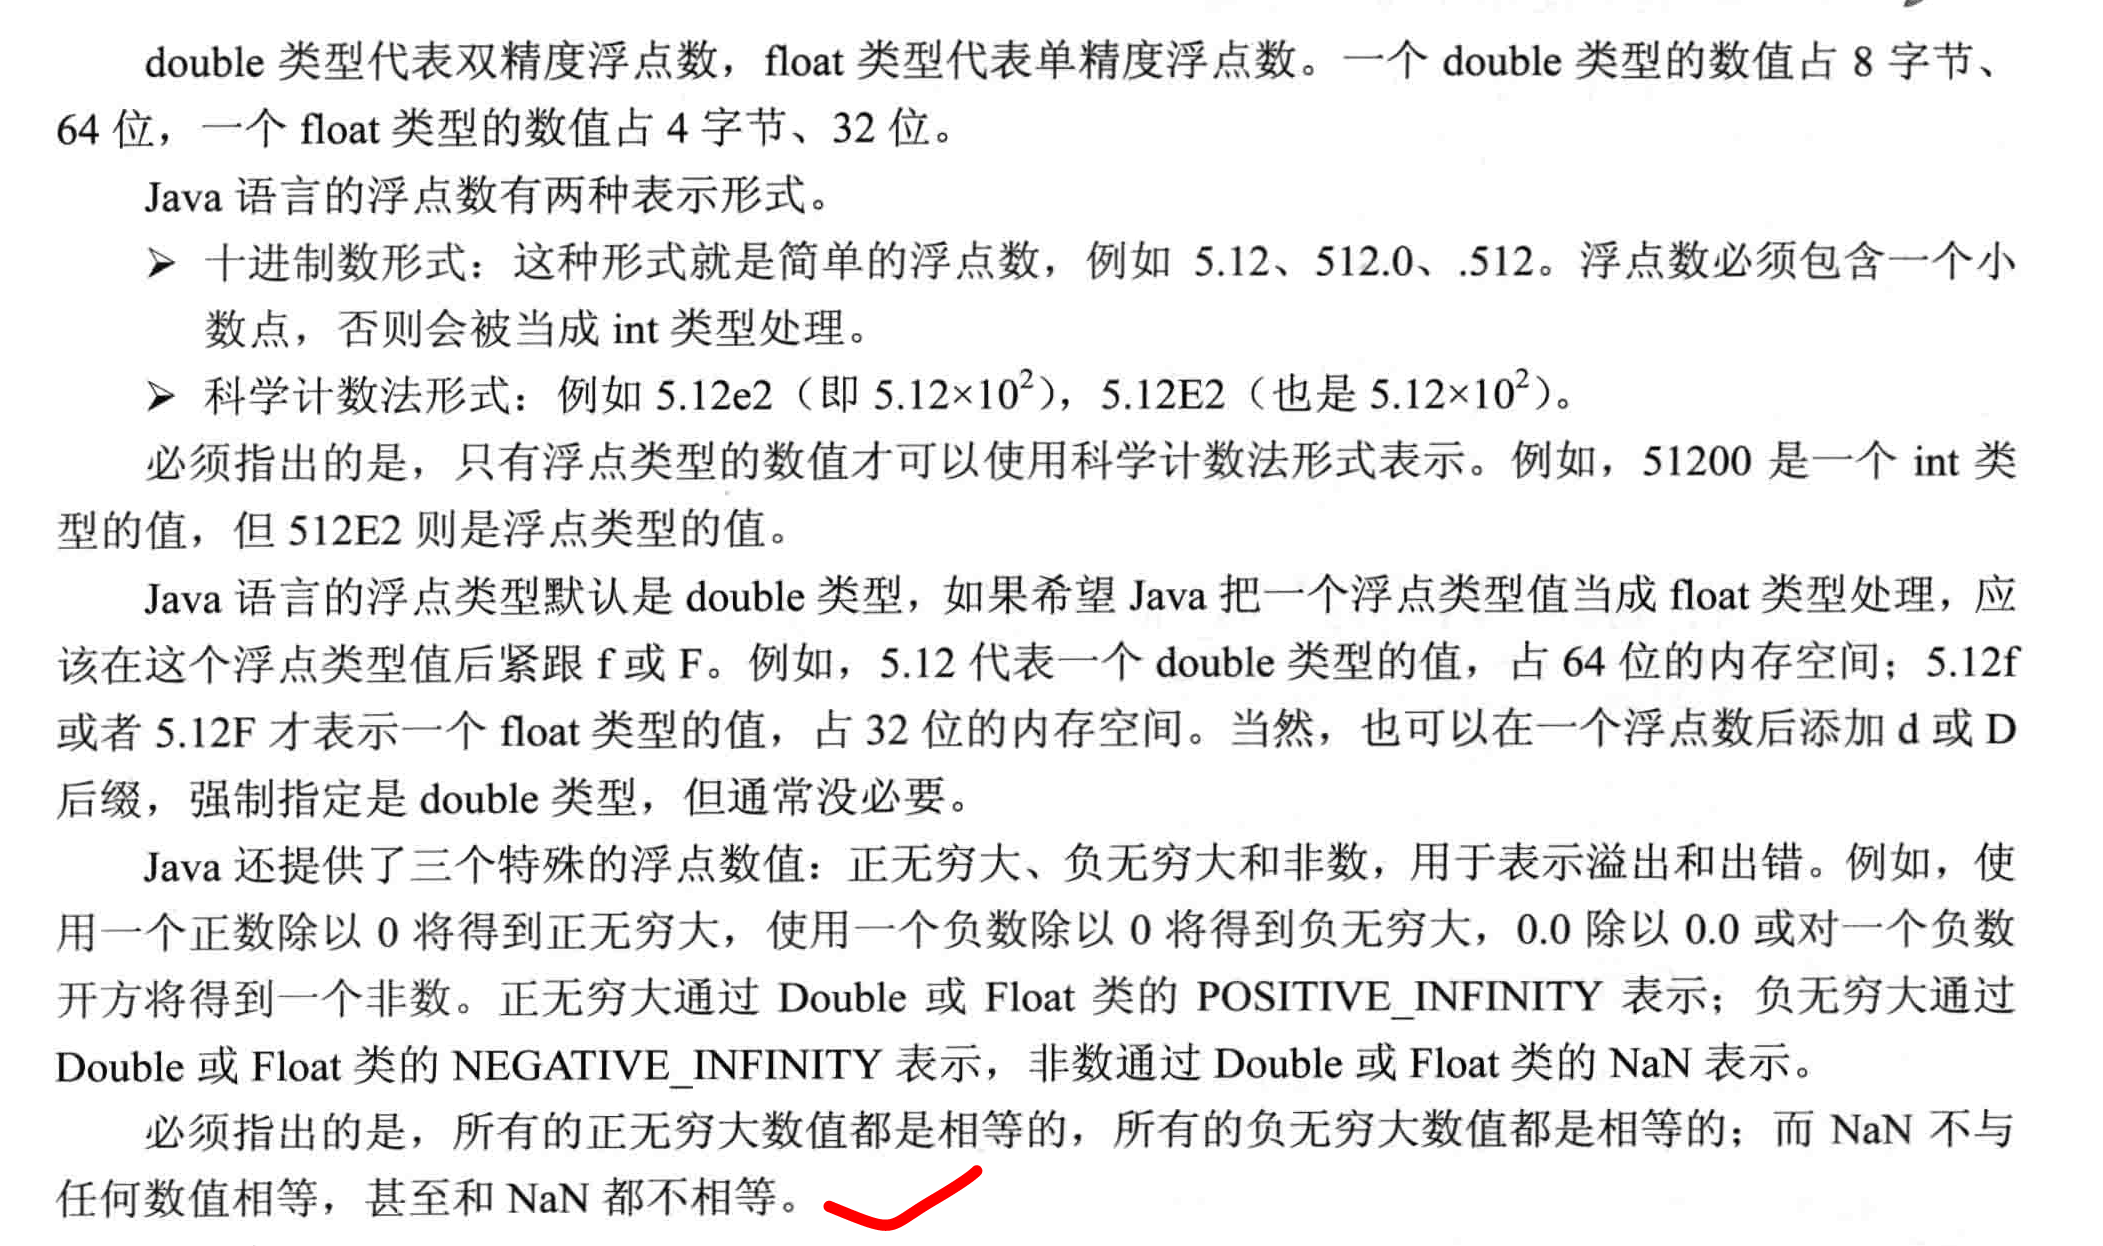 double 类型代表双精度浮点数，float 类型代表单精度浮点数。一个 double 类型的数值占 8 字节、
64 位，一个 float 类型的数值占 4 字节、32 位。
Java 语言的浮点数有两种表示形式。
➢ 十进制数形式：这种形式就是简单的浮点数，例如 5.12、512.0、.512。浮点数必须包含一个小
数点，否则会被当成 int 类型处理。
➢ 科学计数法形式：例如 5.12e2（即 5.12×10²），5.12E2（也是 5.12×10²）。
必须指出的是，只有浮点类型的数值才可以使用科学计数法形式表示。例如，51200 是一个 int 类
型的值，但 512E2 则是浮点类型的值。
Java 语言的浮点类型默认是 double 类型，如果希望 Java 把一个浮点类型值当成 float 类型处理，应
该在这个浮点类型值后紧跟 f 或 F。例如，5.12 代表一个 double 类型的值，占 64 位的内存空间；5.12f
或者 5.12F 才表示一个 float 类型的值，占 32 位的内存空间。当然，也可以在一个浮点数后添加 d 或 D
后缀，强制指定是 double 类型，但通常没必要。
Java 还提供了三个特殊的浮点数值：正无穷大、负无穷大和非数，用于表示溢出和出错。例如，使
用一个正数除以 0 将得到正无穷大，使用一个负数除以 0 将得到负无穷大，0.0 除以 0.0 或对一个负数
开方将得到一个非数。正无穷大通过 Double 或 Float 类的 POSITIVE_INFINITY 表示；负无穷大通过
Double 或 Float 类的 NEGATIVE_INFINITY 表示，非数通过 Double 或 Float 类的 NaN 表示。
必须指出的是，所有的正无穷大数值都是相等的，所有的负无穷大数值都是相等的；而 NaN 不与
任何数值相等，甚至和 NaN 都不相等。